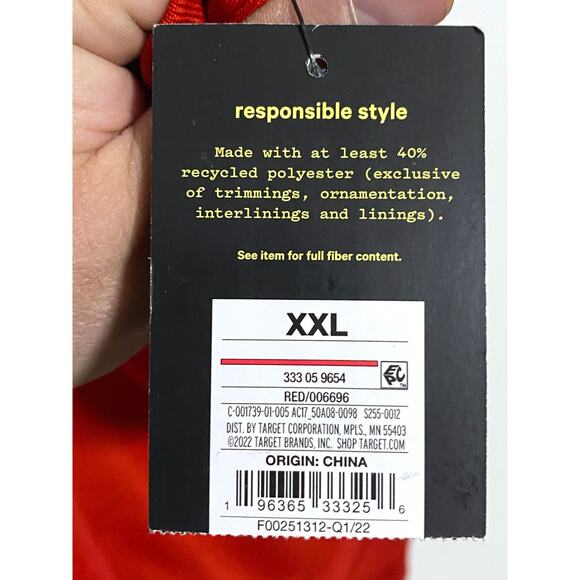 responsible style
Made with at least 40%
recycled polyester (exclusive
of trimmings, ornamentation,
interlinings and linings).
See item for full fiber content.
XXL
333 05 9654
EPC
RED/006696
C-001739-01-005 AC17_50A08-0098 S255-0012
DIST. BY TARGET CORPORATION, MPLS., MN 55403
©2022 TARGET BRANDS, INC. SHOP TARGET.COM
ORIGIN: CHINA
1 96365 33325 6
F00251312-Q1/22